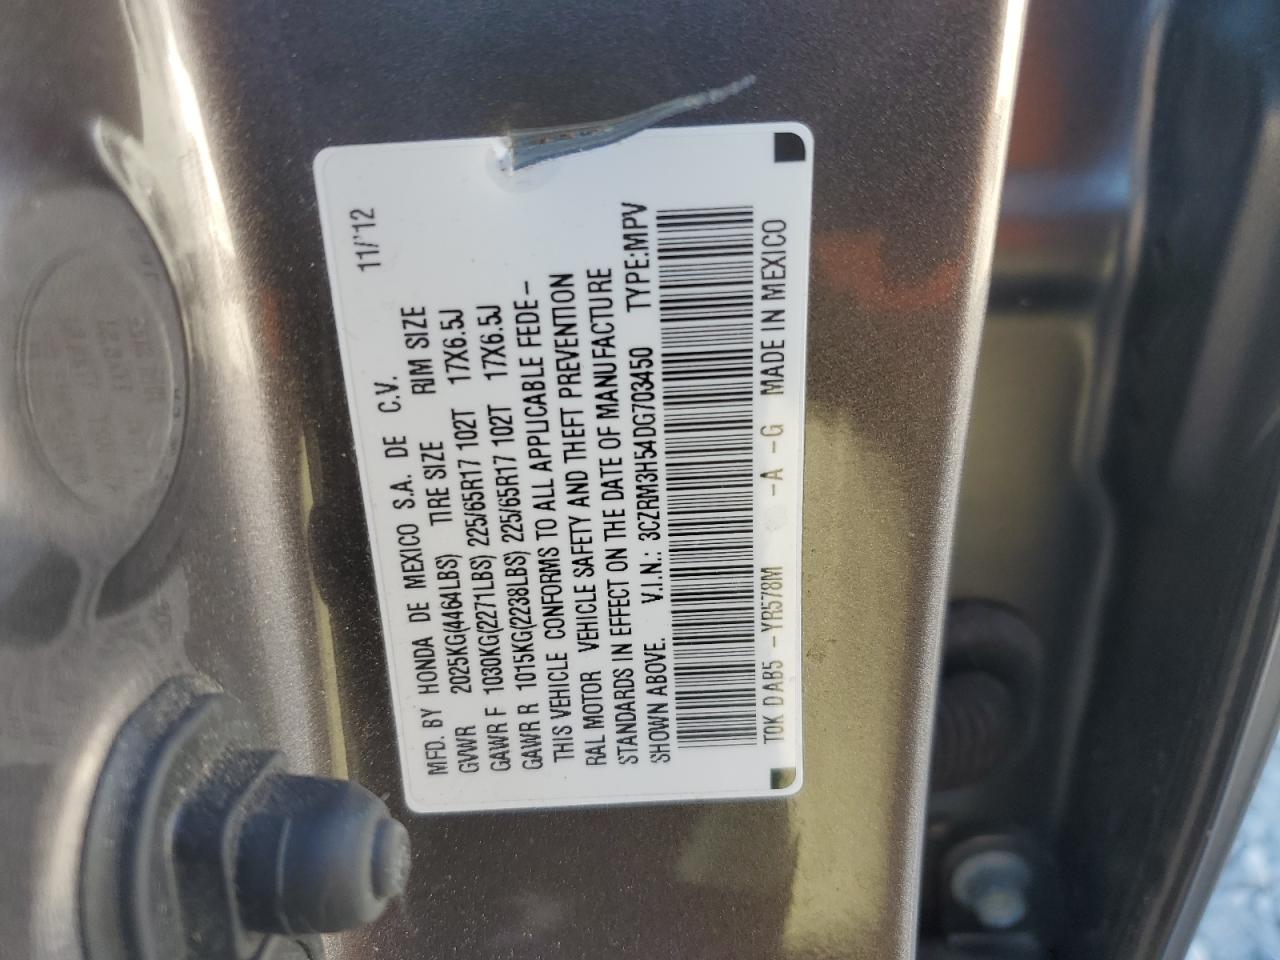 MFD. BY HONDA DE MEXICO S.A. DE C.V. 11/'12
GVWR 2025KG(4464LBS) TIRE SIZE RIM SIZE
GAWR F 1030KG(2271LBS) 225/65R17 102T 17X6.5J
GAWR R 1015KG(2238LBS) 225/65R17 102T 17X6.5J
THIS VEHICLE CONFORMS TO ALL APPLICABLE FEDE-
RAL MOTOR VEHICLE SAFETY AND THEFT PREVENTION
STANDARDS IN EFFECT ON THE DATE OF MANUFACTURE
SHOWN ABOVE. V.I.N.: 3CZRM3H54DG703450 TYPE:MPV
T0K DAB5 -YR578M -A -G MADE IN MEXICO